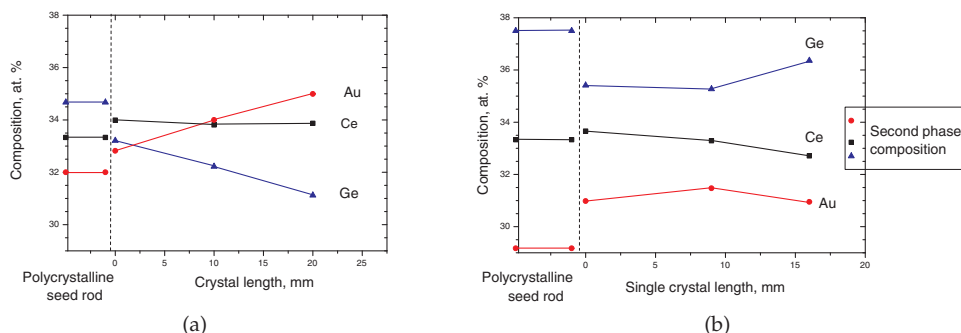 38
36
34
32
30
Composition, at. %
Au
Ce
Ge
0
5
10
15
20
25
Polycrystalline
seed rod
Crystal length, mm
(a)
38
36
34
32
30
Composition, at. %
Ge
Ce
Au
0
5
10
15
20
Polycrystalline
seed rod
Single crystal length, mm
(b)
Second phase
composition